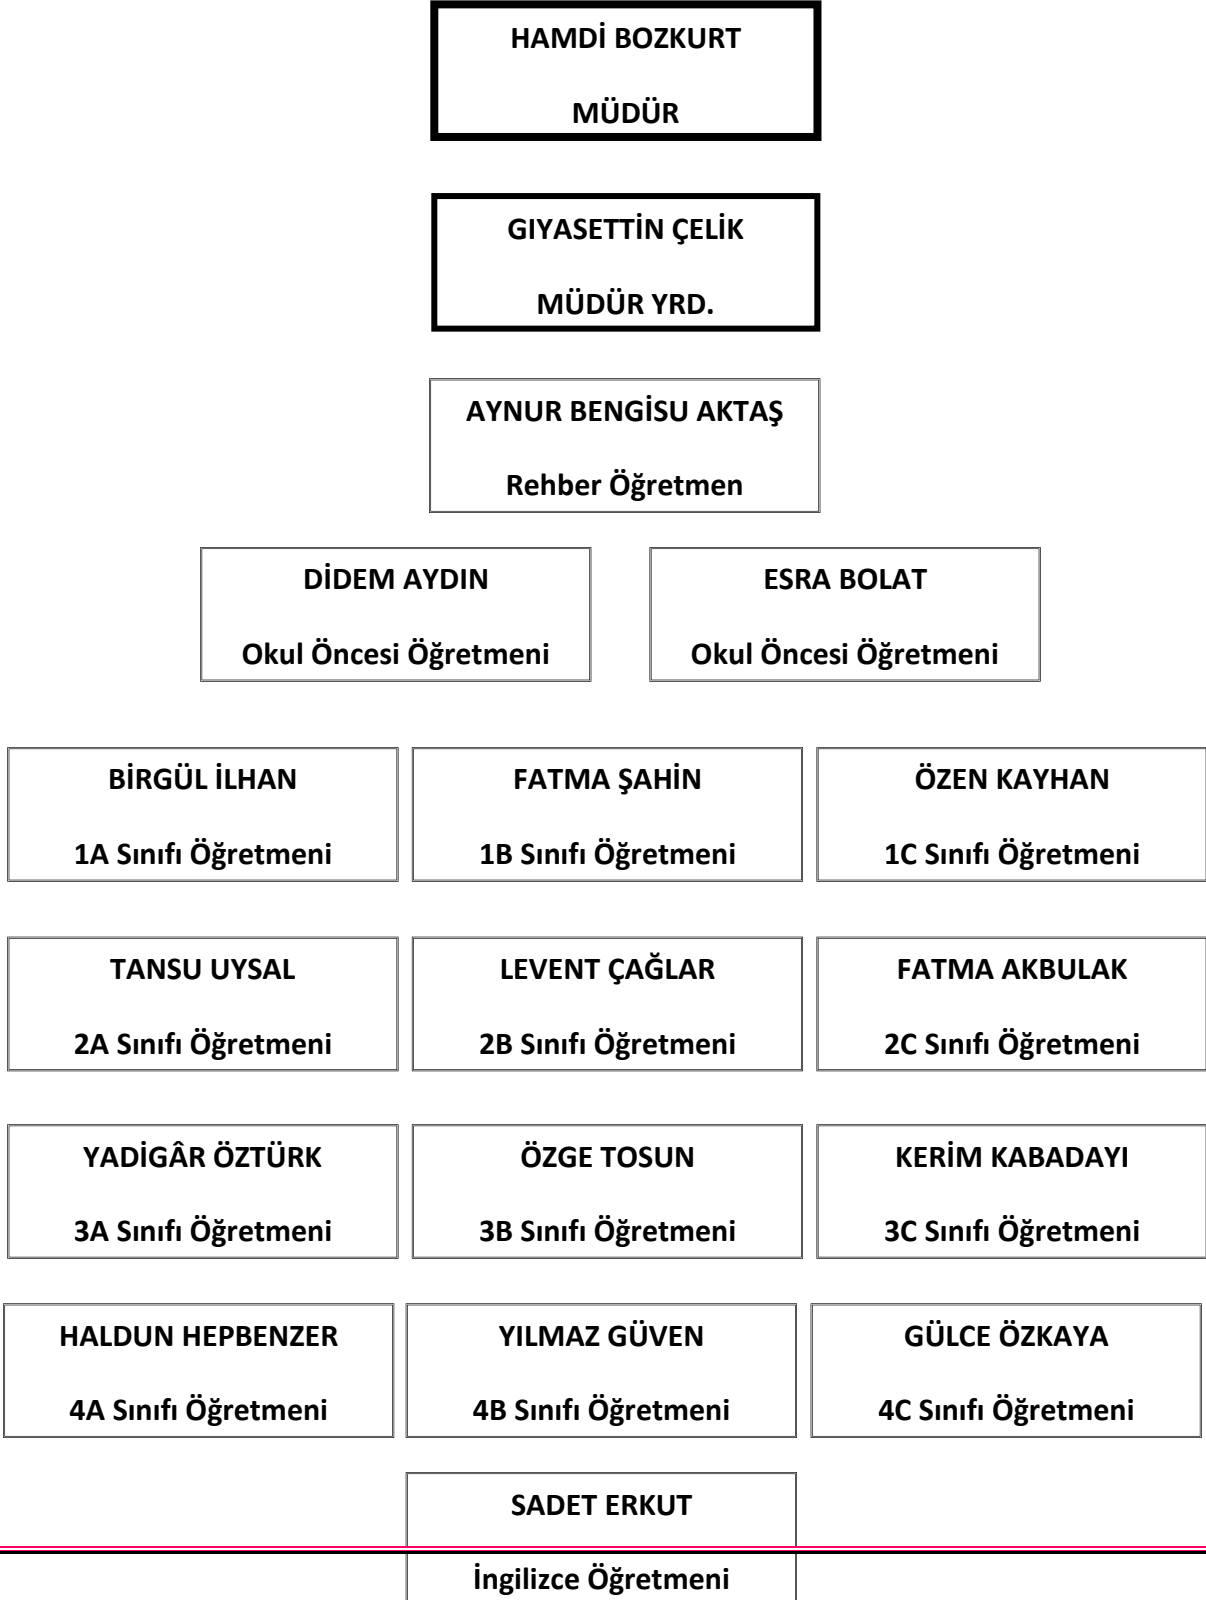 HAMDİ BOZKURT
MÜDÜR
GIYASETTİN ÇELİK
MÜDÜR YRD.
AYNUR BENGİSU AKTAŞ
Rehber Öğretmen
DİDEM AYDIN
Okul Öncesi Öğretmeni
ESRA BOLAT
Okul Öncesi Öğretmeni
BİRGÜL İLHAN
1A Sınıfı Öğretmeni
FATMA ŞAHİN
1B Sınıfı Öğretmeni
ÖZEN KAYHAN
1C Sınıfı Öğretmeni
TANSU UYSAL
2A Sınıfı Öğretmeni
LEVENT ÇAĞLAR
2B Sınıfı Öğretmeni
FATMA AKBULAK
2C Sınıfı Öğretmeni
YADİGÂR ÖZTÜRK
3A Sınıfı Öğretmeni
ÖZGE TOSUN
3B Sınıfı Öğretmeni
KERİM KABADAYI
3C Sınıfı Öğretmeni
HALDUN HEPBENZER
4A Sınıfı Öğretmeni
YILMAZ GÜVEN
4B Sınıfı Öğretmeni
GÜLCE ÖZKAYA
4C Sınıfı Öğretmeni
SADET ERKUT
İngilizce Öğretmeni